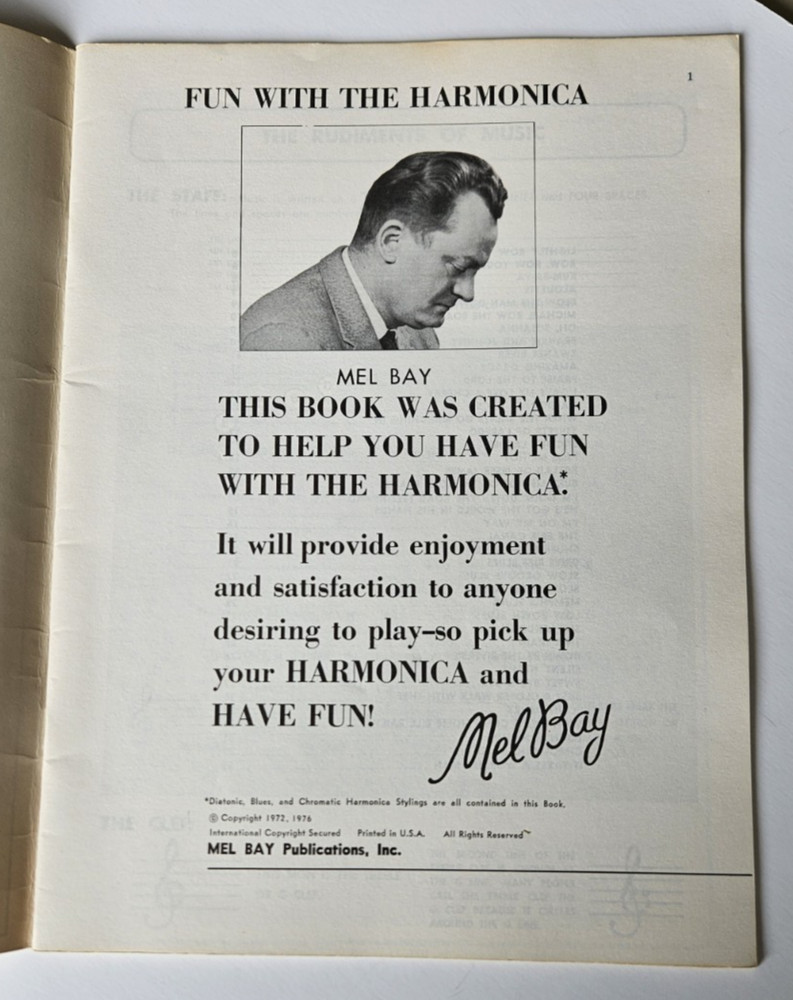 1
FUN WITH THE HARMONICA
MEL BAY
THIS BOOK WAS CREATED
TO HELP YOU HAVE FUN
WITH THE HARMONICA.*
It will provide enjoyment
and satisfaction to anyone
desiring to play–so pick up
your HARMONICA and
HAVE FUN!
Mel Bay
*Diatonic, Blues, and Chromatic Harmonica Stylings are all contained in this Book.
© Copyright 1972, 1976
International Copyright Secured Printed in U.S.A. All Rights Reserved
MEL BAY Publications, Inc.